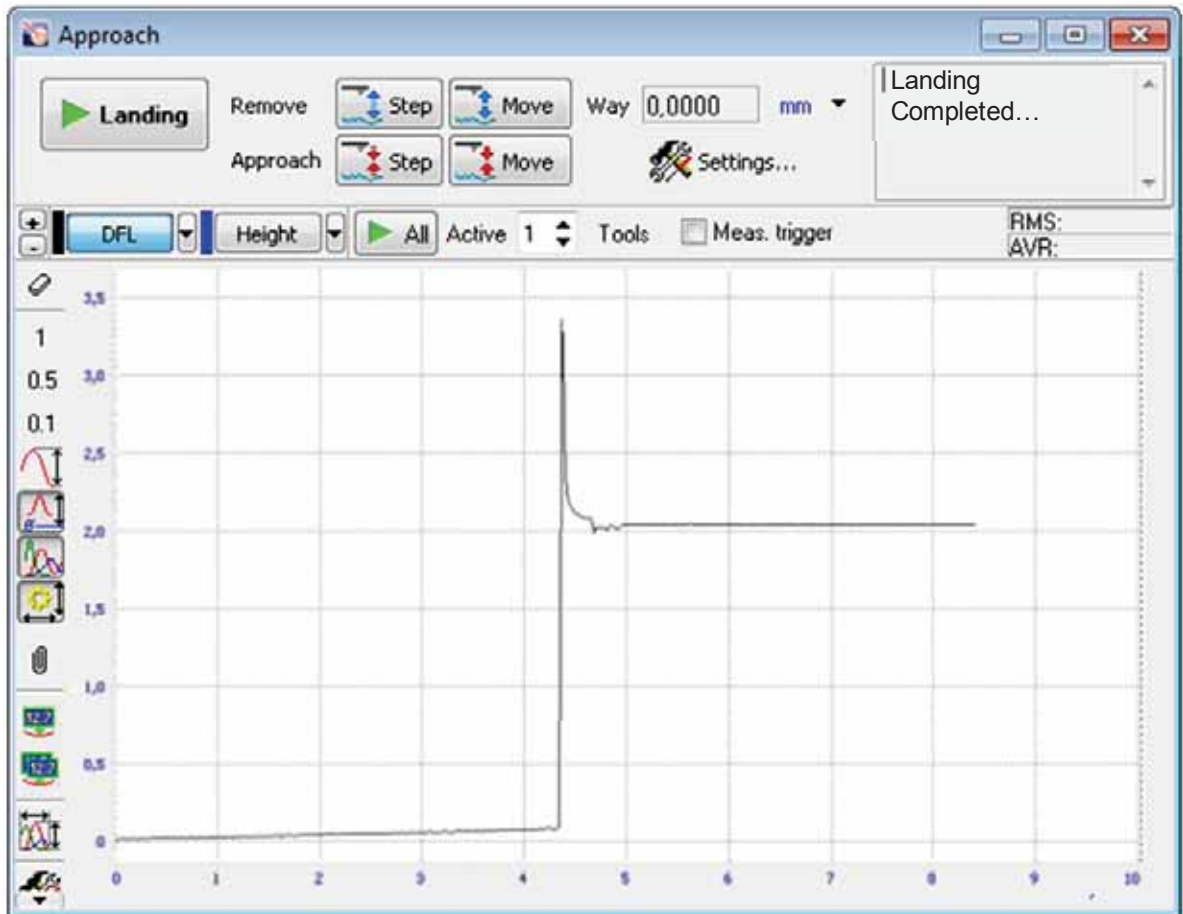 Approach
Landing
Remove Step Move Way 0,0000 mm
Approach Step Move Settings...
Landing
Completed...
+
-
DFL Height All Active 1 Tools Meas. trigger
RMS:
AVR:
1
0.5
0.1
3,5
3,0
2,5
2,0
1,5
1,0
0,5
0
0 1 2 3 4 5 6 7 8 9 10